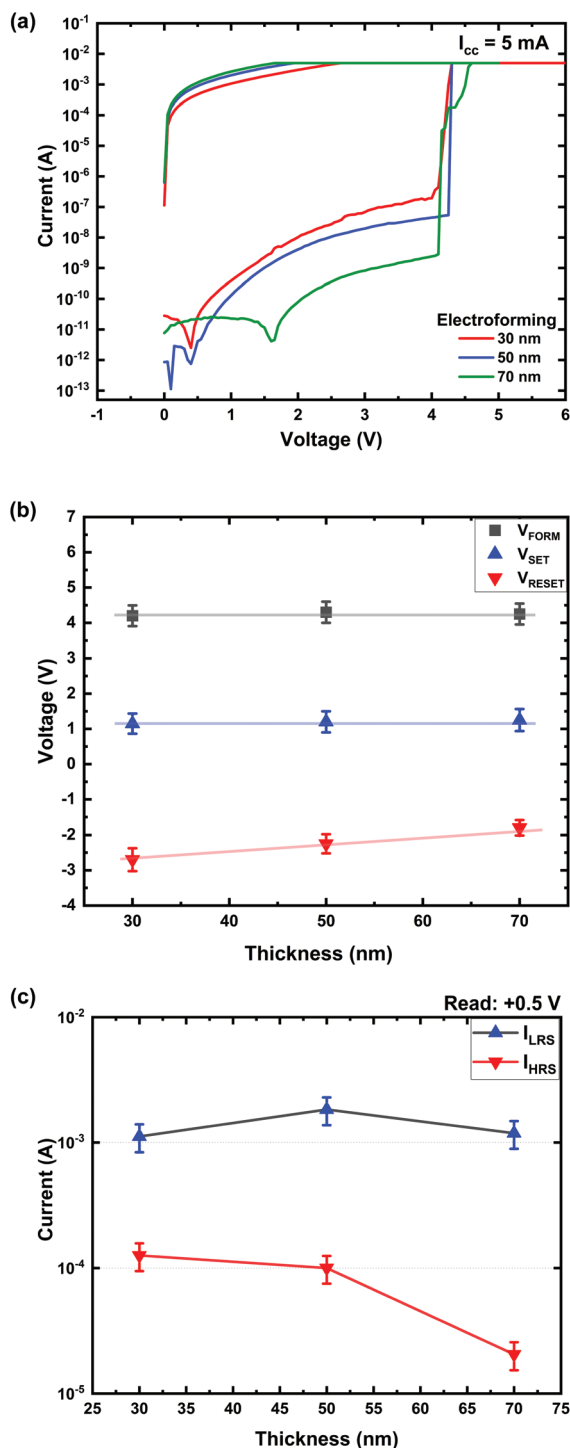 (a)
I_cc = 5 mA
10^-1
10^-2
10^-3
10^-4
10^-5
10^-6
10^-7
10^-8
10^-9
10^-10
10^-11
10^-12
10^-13
Current (A)
Electroforming
30 nm
50 nm
70 nm
-1 0 1 2 3 4 5 6
Voltage (V)
(b)
7
6
5
4
3
2
1
0
-1
-2
-3
-4
Voltage (V)
V_FORM
V_SET
V_RESET
30 40 50 60 70
Thickness (nm)
(c)
Read: +0.5 V
10^-2
10^-3
10^-4
10^-5
Current (A)
I_LRS
I_HRS
25 30 35 40 45 50 55 60 65 70 75
Thickness (nm)